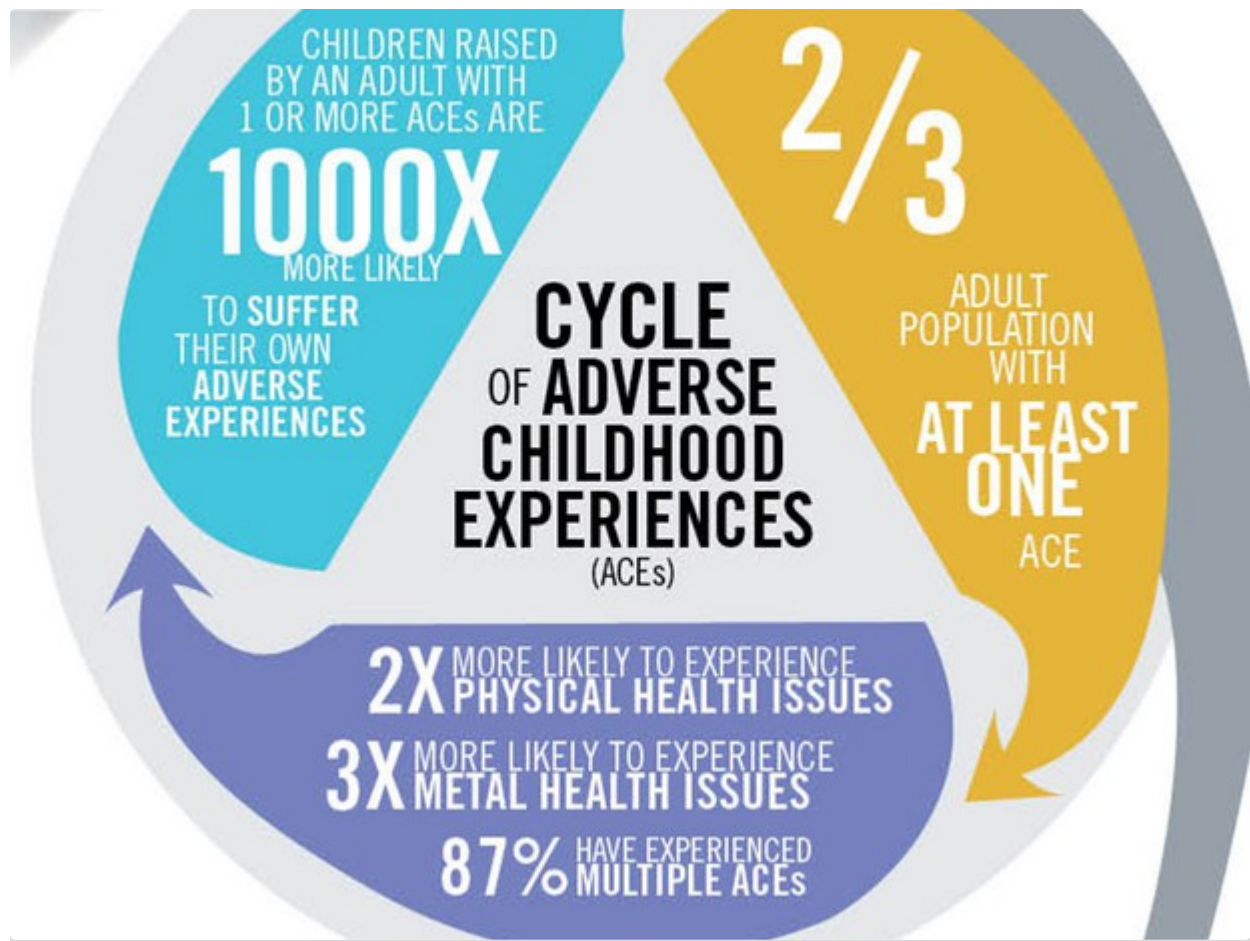 CHILDREN RAISED
BY AN ADULT WITH
1 OR MORE ACEs ARE
1000X
MORE LIKELY
TO SUFFER
THEIR OWN
ADVERSE
EXPERIENCES
2/3
ADULT
POPULATION
WITH
AT LEAST
ONE
ACE
CYCLE
OF ADVERSE
CHILDHOOD
EXPERIENCES
(ACEs)
2X MORE LIKELY TO EXPERIENCE
PHYSICAL HEALTH ISSUES
3X MORE LIKELY TO EXPERIENCE
METAL HEALTH ISSUES
87% HAVE EXPERIENCED
MULTIPLE ACEs